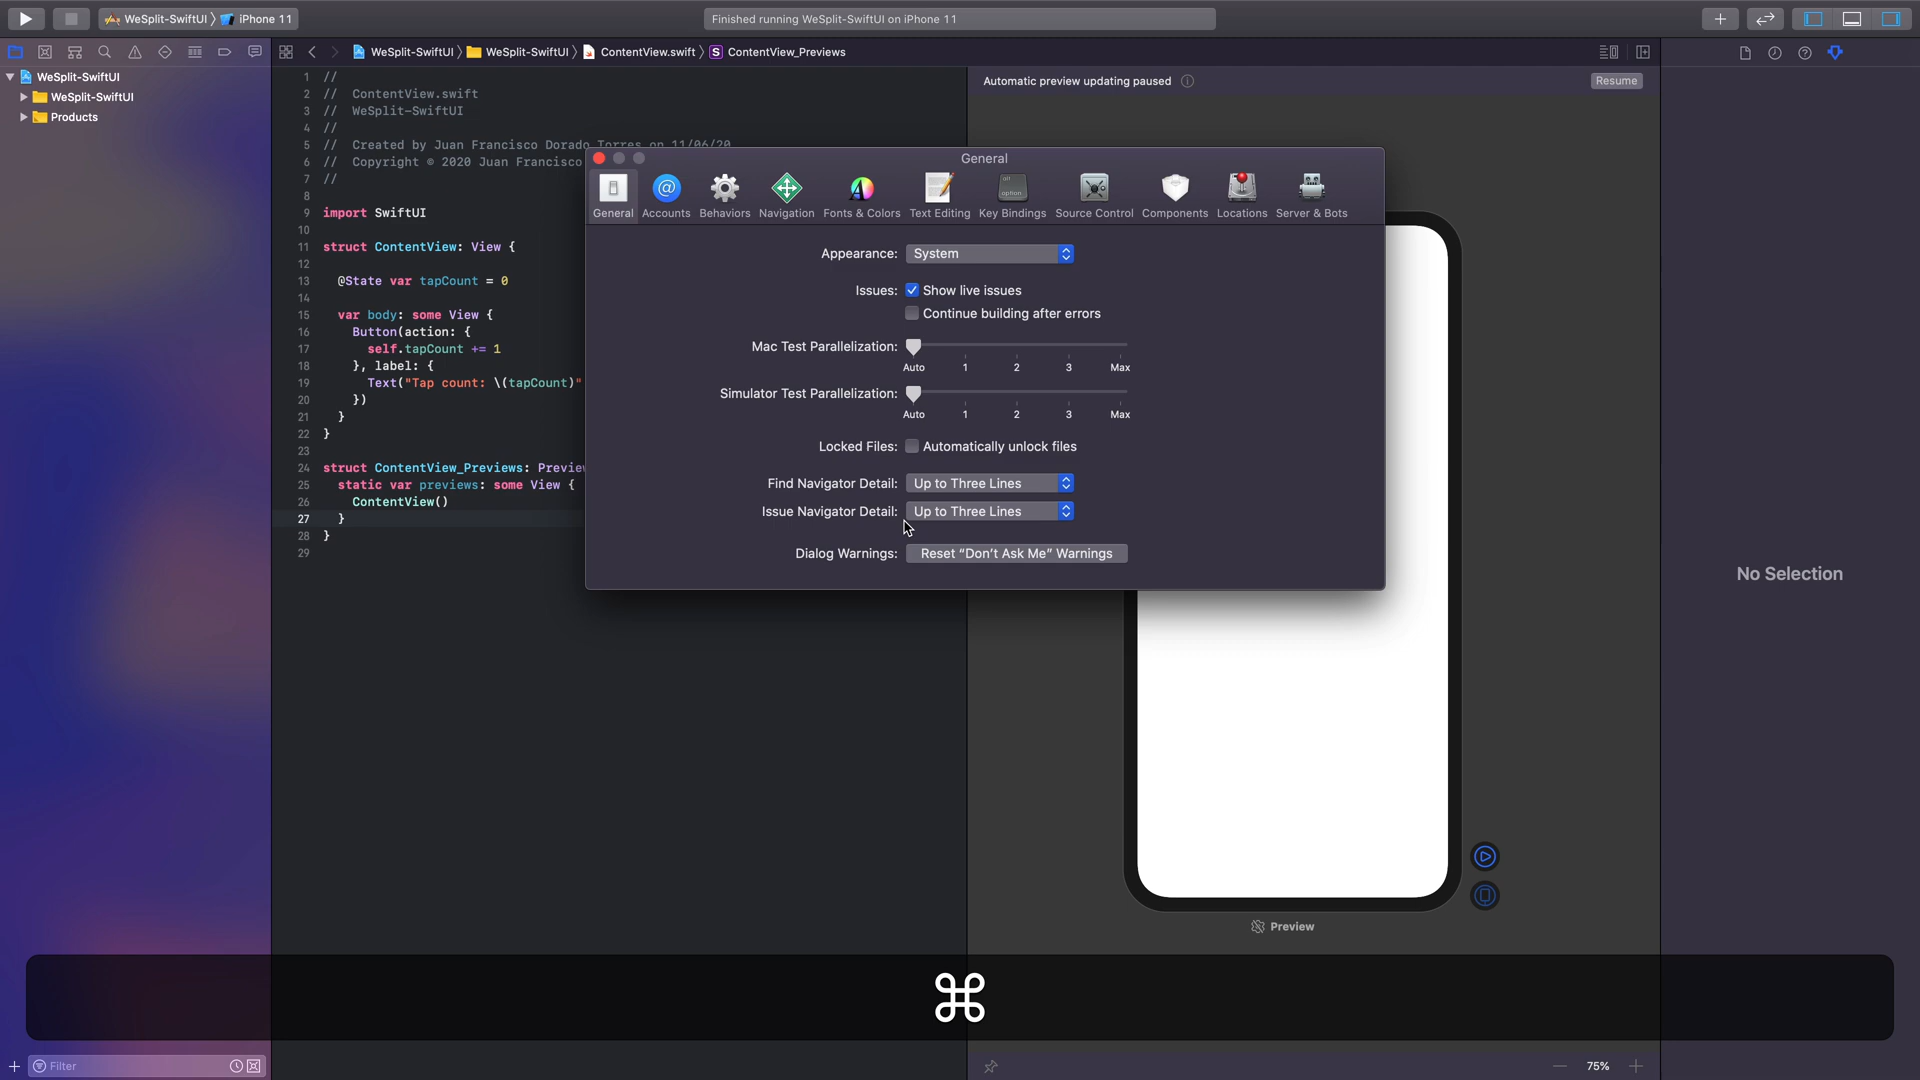 WeSplit-SwiftUI
iPhone 11
Finished running WeSplit-SwiftUI on iPhone 11
WeSplit-SwiftUI
WeSplit-SwiftUI
ContentView.swift
S
ContentView_Previews
WeSplit-SwiftUI
WeSplit-SwiftUI
Products
1 //
2 // ContentView.swift
3 // WeSplit-SwiftUI
4 //
5 // Created by Juan Francisco Dorado Torres on 11/06/20
6 // Copyright © 2020 Juan Francisco
7 //
8
9 import SwiftUI
10
11 struct ContentView: View {
12
13 @State var tapCount = 0
14
15 var body: some View {
16 Button(action: {
17 self.tapCount += 1
18 }, label: {
19 Text("Tap count: \(tapCount)"
20 })
21 }
22 }
23
24 struct ContentView_Previews: Preview
25 static var previews: some View {
26 ContentView()
27 }
28 }
29
Automatic preview updating paused
Resume
General
General
Accounts
Behaviors
Navigation
Fonts & Colors
Text Editing
alt
option
Key Bindings
Source Control
Components
Locations
Server & Bots
Appearance: System
Issues: Show live issues
Continue building after errors
Mac Test Parallelization:
Auto 1 2 3 Max
Simulator Test Parallelization:
Auto 1 2 3 Max
Locked Files: Automatically unlock files
Find Navigator Detail: Up to Three Lines
Issue Navigator Detail: Up to Three Lines
Dialog Warnings: Reset “Don’t Ask Me” Warnings
No Selection
Preview
⌘
Filter
75%